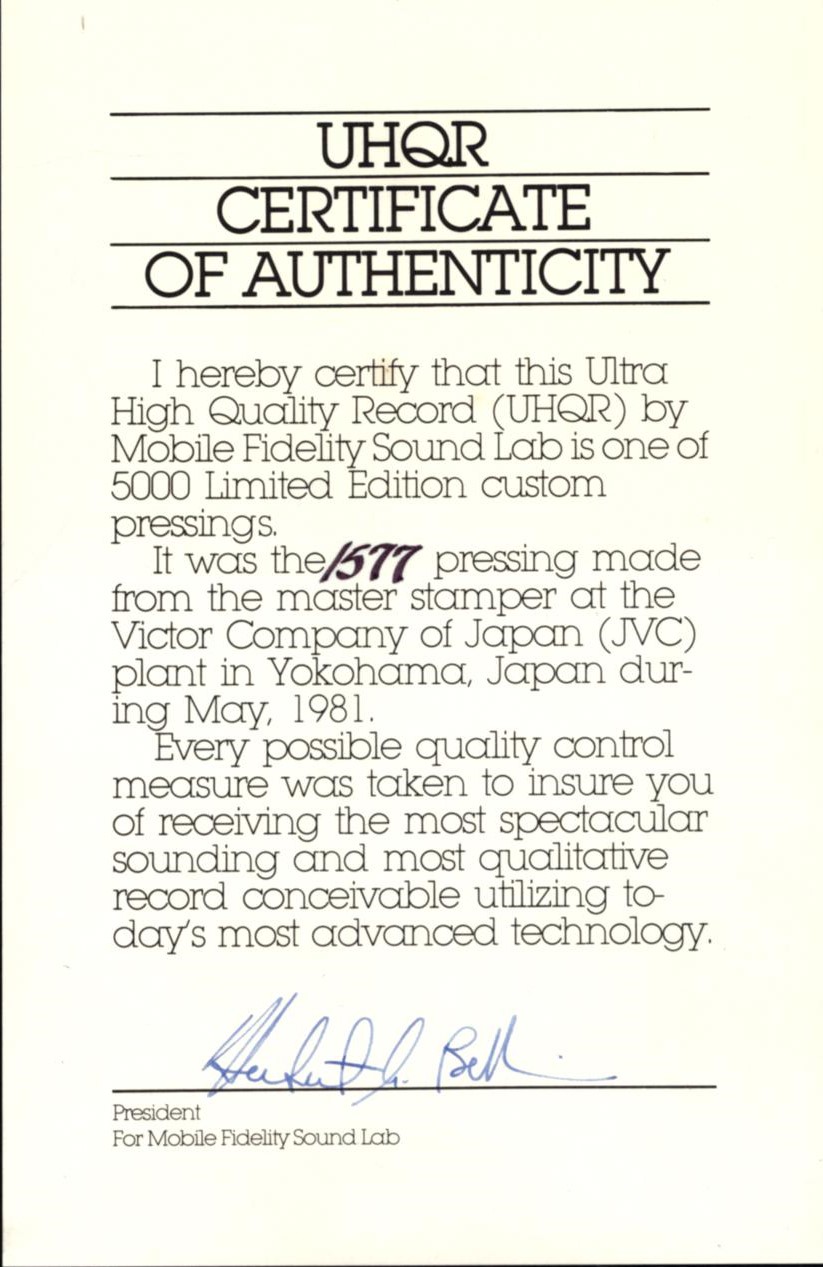 UHQR
CERTIFICATE
OF AUTHENTICITY
I hereby certify that this Ultra
High Quality Record (UHQR) by
Mobile Fidelity Sound Lab is one of
5000 Limited Edition custom
pressings.
It was the 1577 pressing made
from the master stamper at the
Victor Company of Japan (JVC)
plant in Yokohama, Japan dur-
ing May, 1981.
Every possible quality control
measure was taken to insure you
of receiving the most spectacular
sounding and most qualitative
record conceivable utilizing to-
day's most advanced technology.
Herbert A. Belk
President
For Mobile Fidelity Sound Lab